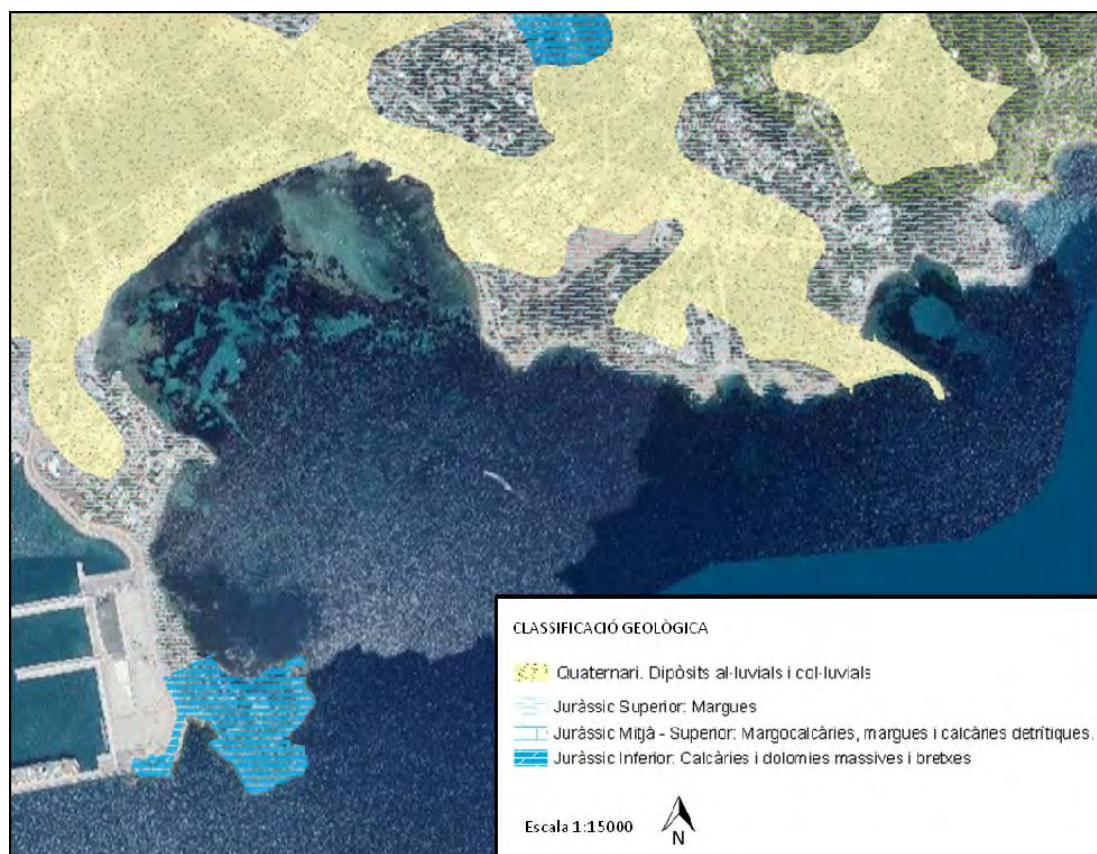 CLASSIFICACIÓ GEOLÒGICA
Quaternari. Dipòsits al·luvials i col·luvials
Juràssic Superior: Margues
Juràssic Mitjà - Superior: Margocalcàries, margues i calcàries detrítiques.
Juràssic Inferior: Calcàries i dolomies massives i bretxes
Escala 1:15000
N